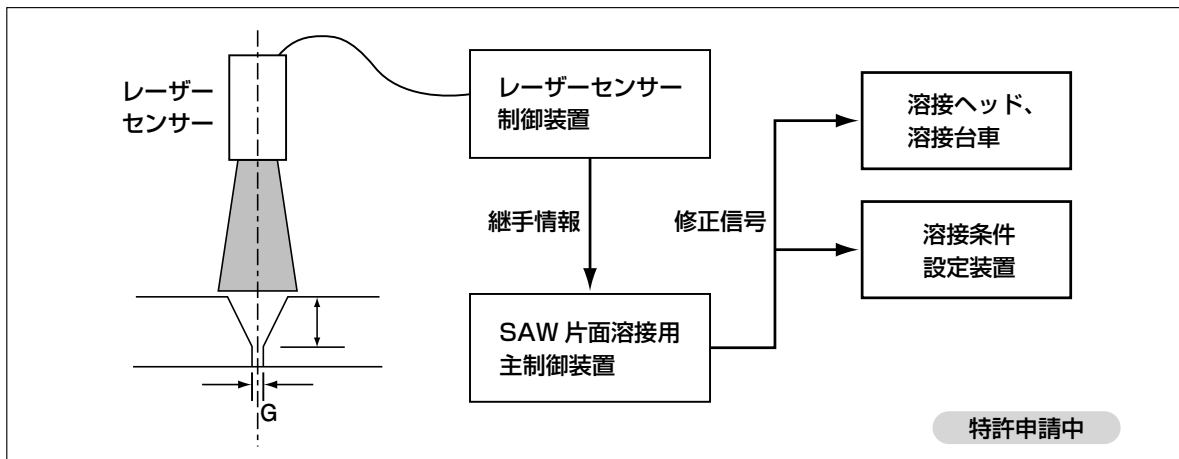 レーザー
センサー
レーザーセンサー
制御装置
溶接ヘッド、
溶接台車
継手情報
修正信号
溶接条件
設定装置
SAW 片面溶接用
主制御装置
G
特許申請中